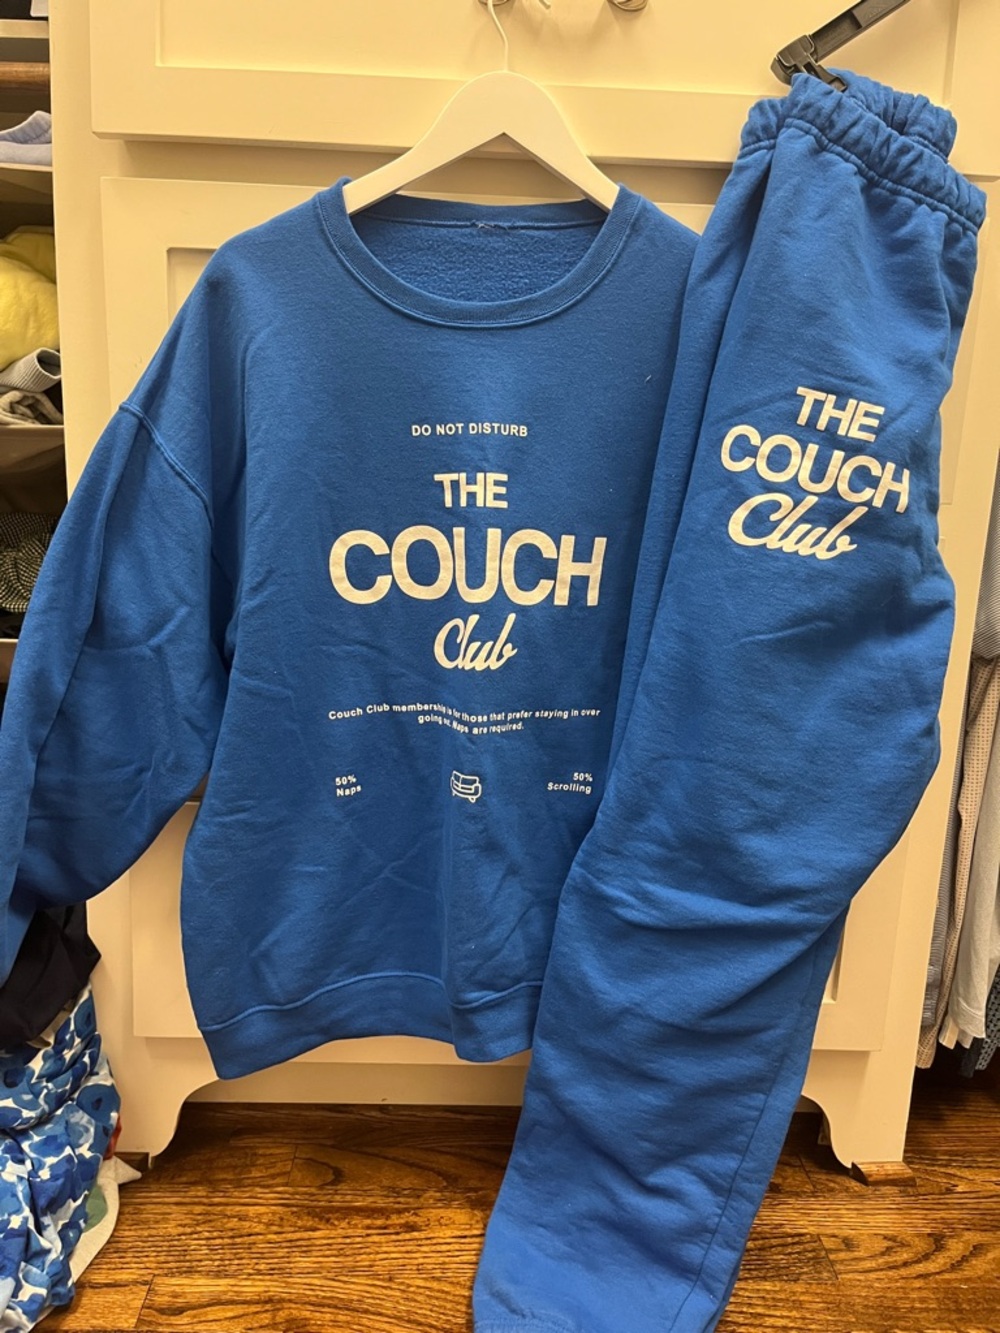 DO NOT DISTURB
THE
COUCH
Club
Couch Club membership is for those that prefer staying in over
going out. Naps are required.
50%
Naps
50%
Scrolling
THE
COUCH
Club